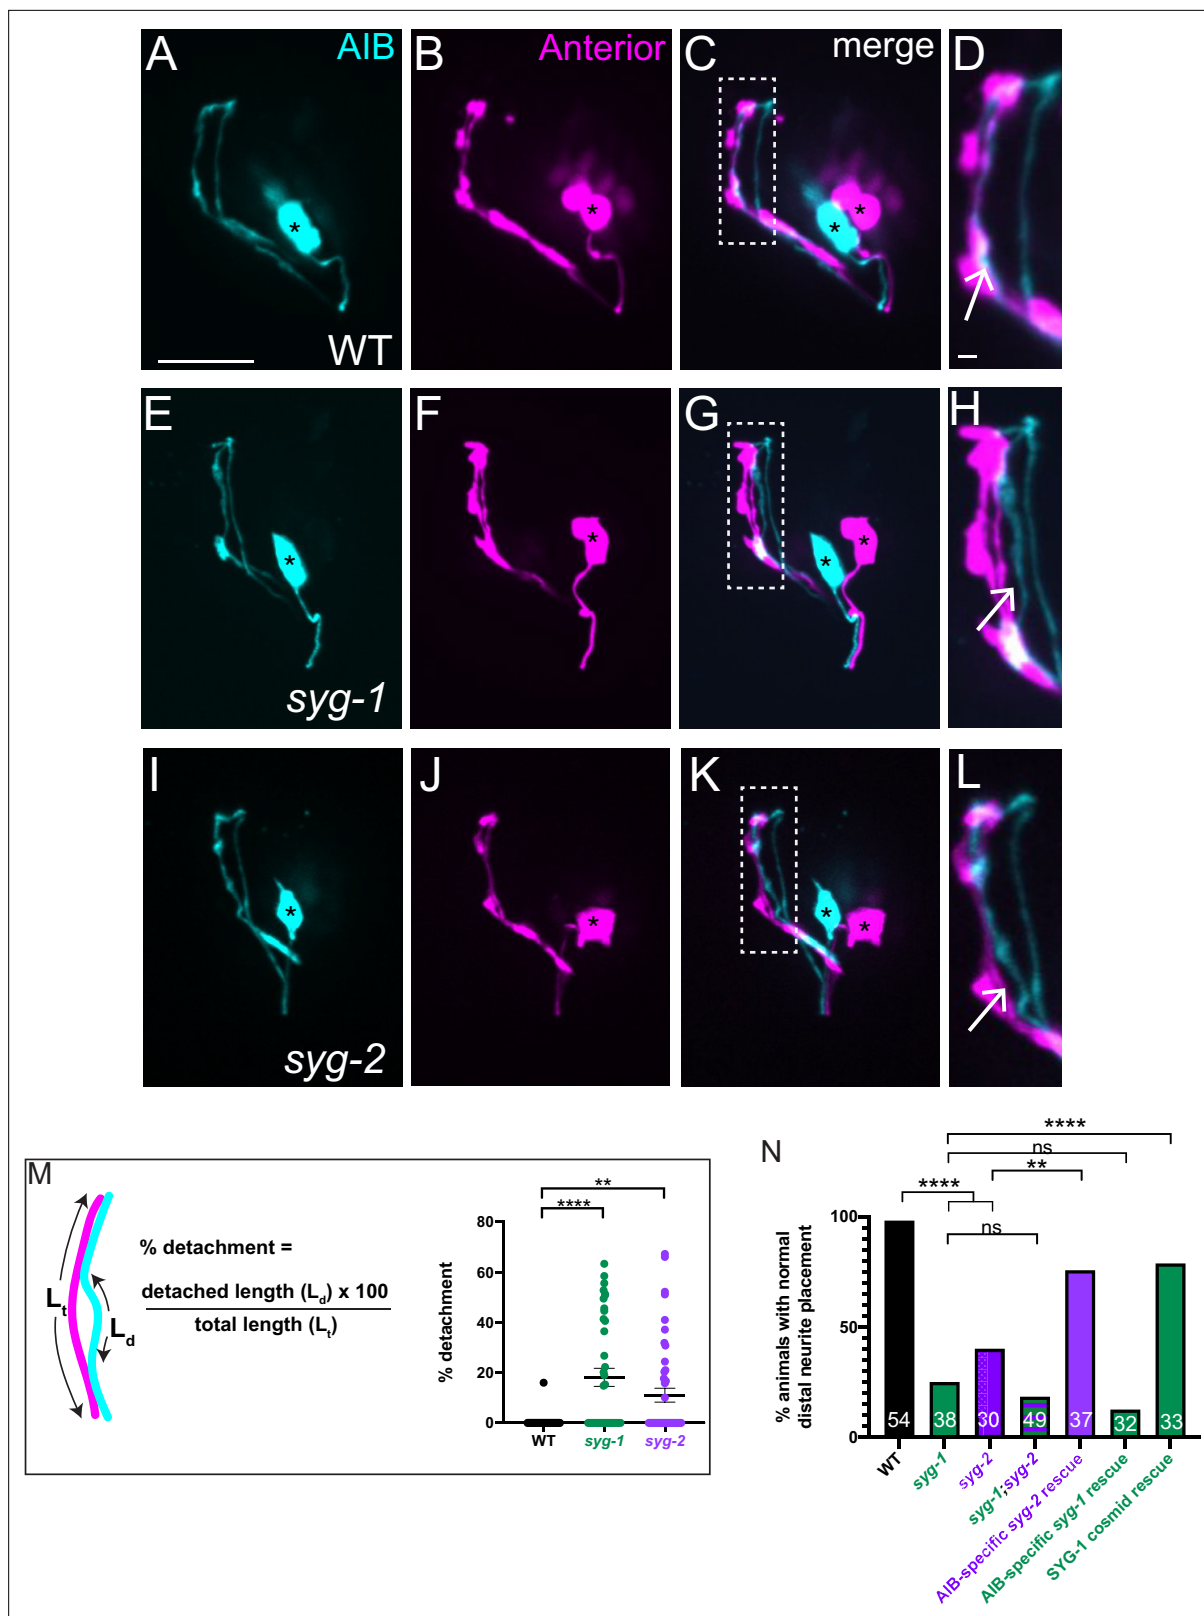 A AIB
B Anterior
C merge
D
*
*
* *
WT
E
F
G
H
*
*
* *
syg-1
I
J
K
L
*
*
* *
syg-2
M
Lt
Ld
% detachment =
detached length (Ld) x 100
total length (Lt)
% detachment
80
60
40
20
0
**
****
WT
syg-1
syg-2
N
****
ns
**
****
ns
% animals with normal
distal neurite placement
100
50
0
54
38
30
49
37
32
33
WT
syg-1
syg-2
syg-1;syg-2
AIB-specific syg-2 rescue
AIB-specific syg-1 rescue
SYG-1 cosmid rescue